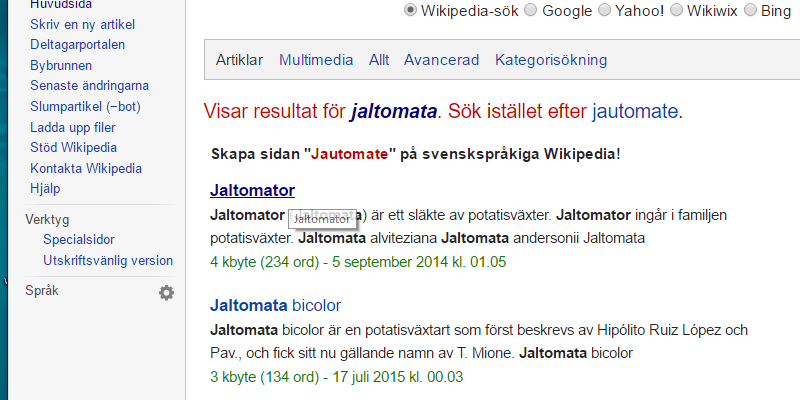 Huvudsida
Skriv en ny artikel
Deltagarportalen
Bybrunnen
Senaste ändringarna
Slumpartikel (−bot)
Ladda upp filer
Stöd Wikipedia
Kontakta Wikipedia
Hjälp
Verktyg
Specialsidor
Utskriftsvänlig version
Språk
Wikipedia-sök Google Yahoo! Wikiwix Bing
Artiklar Multimedia Allt Avancerad Kategorisökning
Visar resultat för jaltomata. Sök istället efter jautomate.
Skapa sidan "Jautomate" på svenskspråkiga Wikipedia!
Jaltomator
Jaltomator (Jaltomata) är ett släkte av potatisväxter. Jaltomator ingår i familjen
Jaltomator
potatisväxter. Jaltomata alviteziana Jaltomata andersonii Jaltomata
4 kbyte (234 ord) - 5 september 2014 kl. 01.05
Jaltomata bicolor
Jaltomata bicolor är en potatisväxtart som först beskrevs av Hipólito Ruiz López och
Pav., och fick sitt nu gällande namn av T. Mione. Jaltomata bicolor
3 kbyte (134 ord) - 17 juli 2015 kl. 00.03